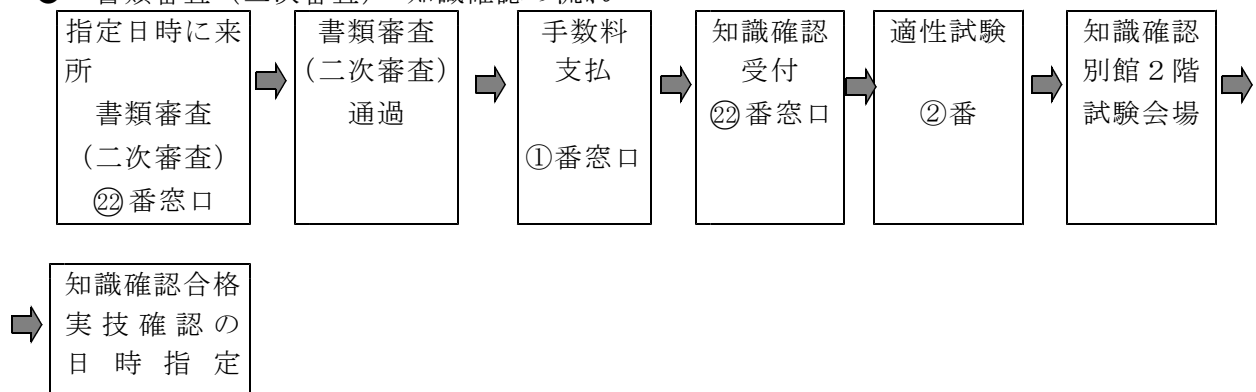 指定日時に来
所
書類審査
(二次審査)
㉒番窓口
書類審査
(二次審査)
通過
手数料
支払
①番窓口
知識確認
受付
㉒番窓口
適性試験
②番
知識確認
別館2階
試験会場
知識確認合格
実技確認の
日時指定